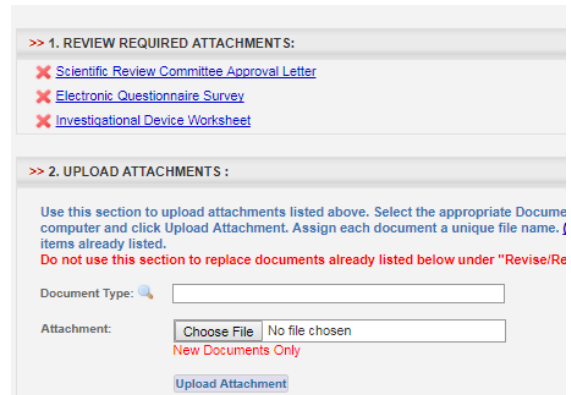 >> 1. REVIEW REQUIRED ATTACHMENTS:
Scientific Review Committee Approval Letter
Electronic Questionnaire Survey
Investigational Device Worksheet
>> 2. UPLOAD ATTACHMENTS :
Use this section to upload attachments listed above. Select the appropriate Docume
computer and click Upload Attachment. Assign each document a unique file name. (
items already listed.
Do not use this section to replace documents already listed below under "Revise/Re
Document Type:
Attachment: Choose File No file chosen
New Documents Only
Upload Attachment